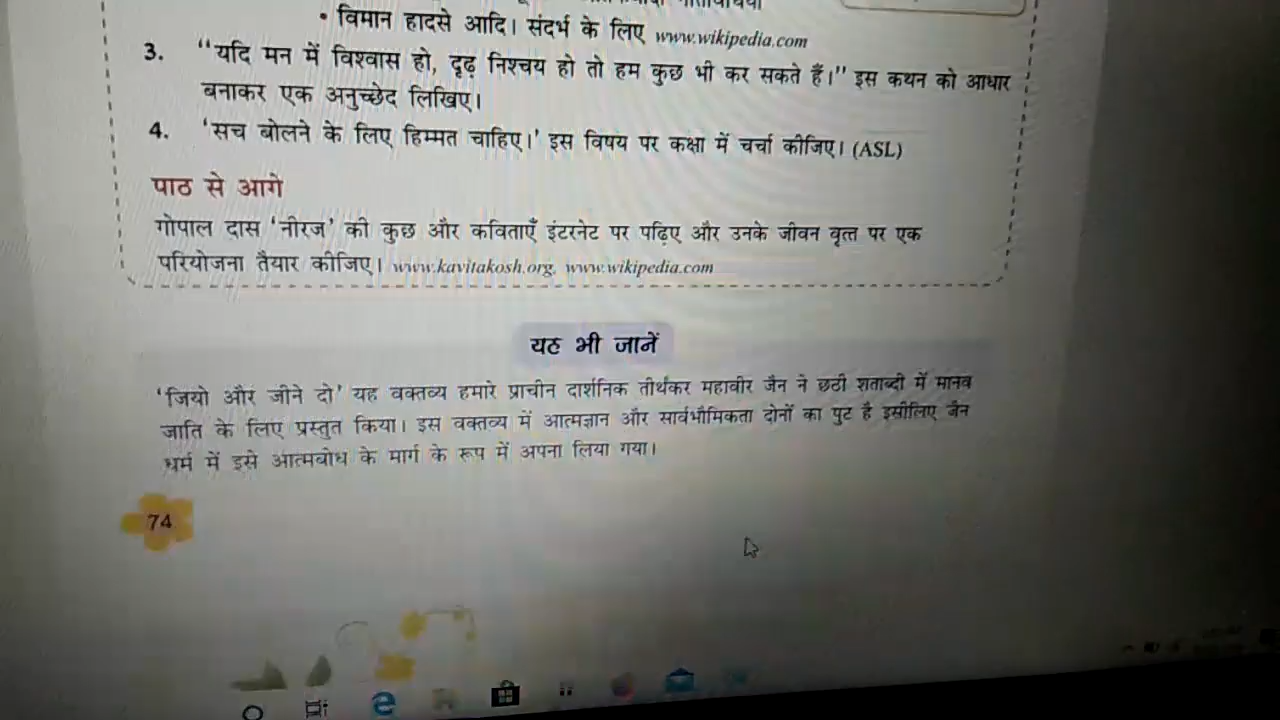 • विमान हादसे आदि। संदर्भ के लिए www.wikipedia.com
3. “यदि मन में विश्वास हो, दृढ़ निश्चय हो तो हम कुछ भी कर सकते हैं।” इस कथन को आधार
बनाकर एक अनुच्छेद लिखिए।
4. ‘सच बोलने के लिए हिम्मत चाहिए।’ इस विषय पर कक्षा में चर्चा कीजिए। (ASL)
पाठ से आगे
गोपाल दास ‘नीरज’ की कुछ और कविताएँ इंटरनेट पर पढ़िए और उनके जीवन वृत्त पर एक
परियोजना तैयार कीजिए। www.kavitakosh.org, www.wikipedia.com
यह भी जानें
‘जियो और जीने दो’ यह वक्तव्य हमारे प्राचीन दार्शनिक तीर्थंकर महावीर जैन ने छठी शताब्दी में मानव
जाति के लिए प्रस्तुत किया। इस वक्तव्य में आत्मज्ञान और सार्वभौमिकता दोनों का पुट है इसीलिए जैन
धर्म में इसे आत्मबोध के मार्ग के रूप में अपना लिया गया।
74